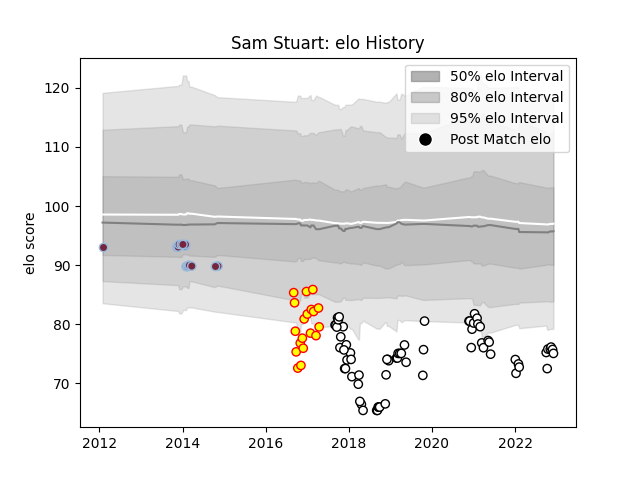 Sam Stuart: elo History
50% elo Interval
80% elo Interval
95% elo Interval
Post Match elo
elo score
120
110
100
90
80
70
2012 2014 2016 2018 2020 2022